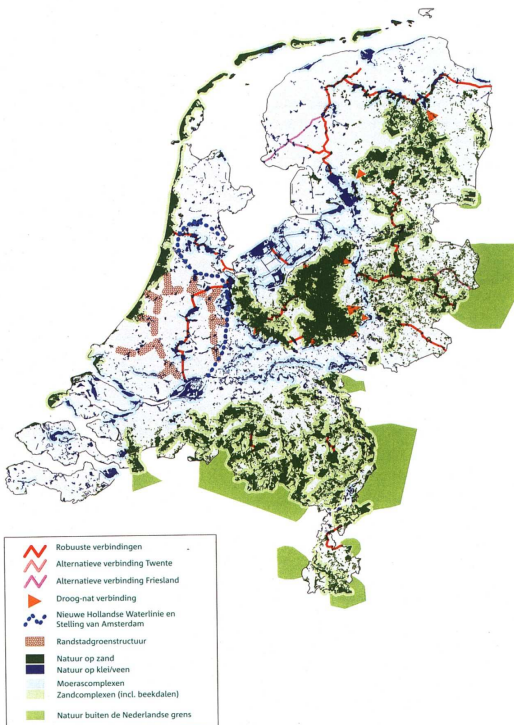 Robuuste verbindingen
Alternatieve verbinding Twente
Alternatieve verbinding Friesland
Droog-nat verbinding
Nieuwe Hollandse Waterlinie en
Stelling van Amsterdam
Randstadgroenstructuur
Natuur op zand
Natuur op klei/veen
Moerascomplexen
Zandcomplexen (incl. beekdalen)
Natuur buiten de Nederlandse grens